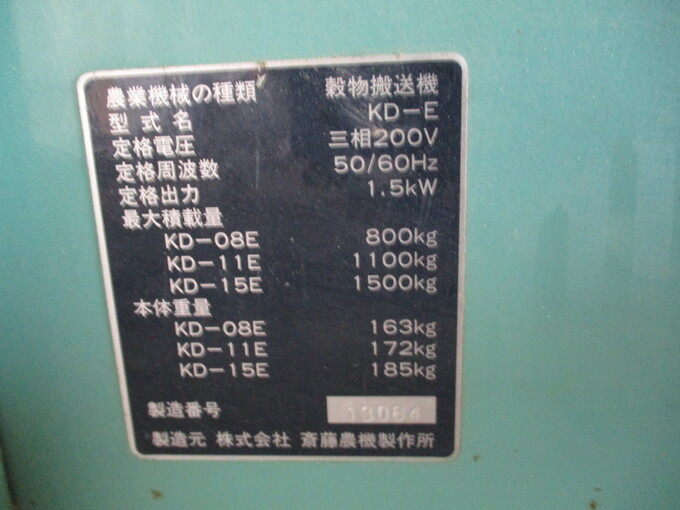 農業機械の種類 穀物搬送機
型式名 KD-E
定格電圧 三相200V
定格周波数 50/60Hz
定格出力 1.5kW
最大積載量
KD-08E 800kg
KD-11E 1100kg
KD-15E 1500kg
本体重量
KD-08E 163kg
KD-11E 172kg
KD-15E 185kg
製造番号
製造元 株式会社 斎藤農機製作所